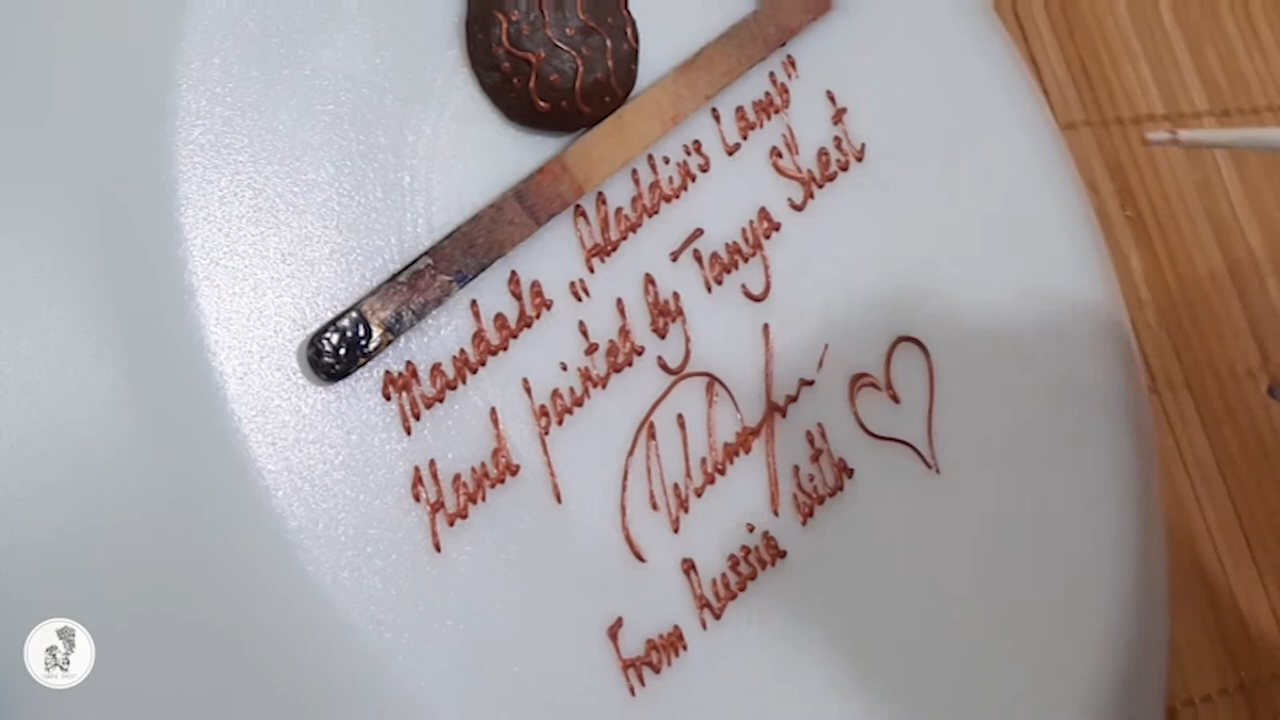 Mandala "Aladdin's Lamb"
Hand painted by Tanya Shest
From Russia with